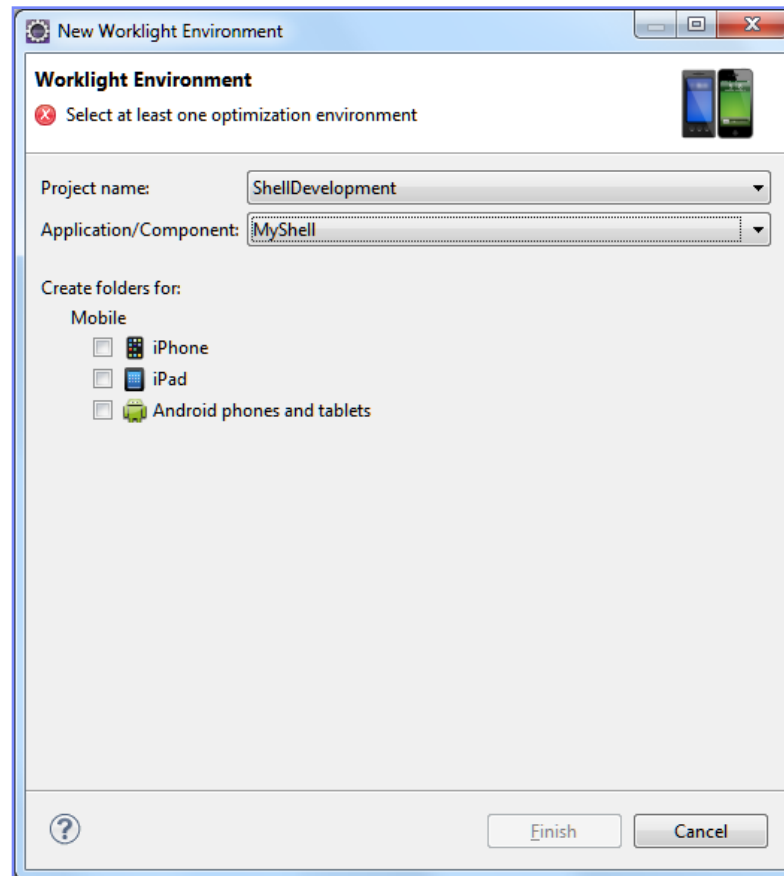 New Worklight Environment
Worklight Environment
Select at least one optimization environment
Project name: ShellDevelopment
Application/Component: MyShell
Create folders for:
Mobile
iPhone
iPad
Android phones and tablets
? Finish Cancel